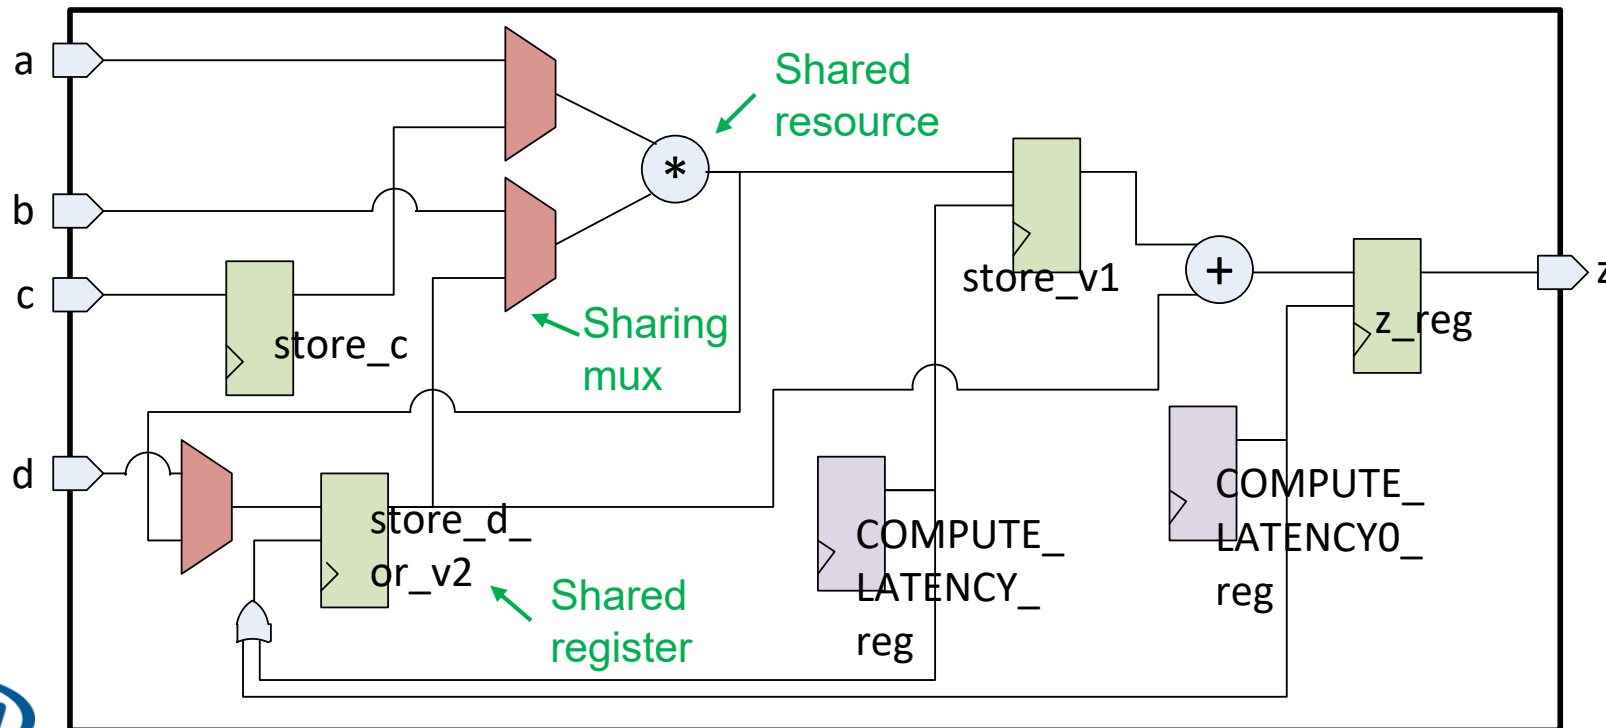 a
b
c
d
Shared
resource
*
store_v1
+
z
z_reg
store_c
Sharing
mux
store_d_
or_v2
Shared
register
COMPUTE_
LATENCY_
reg
COMPUTE_
LATENCY0_
reg